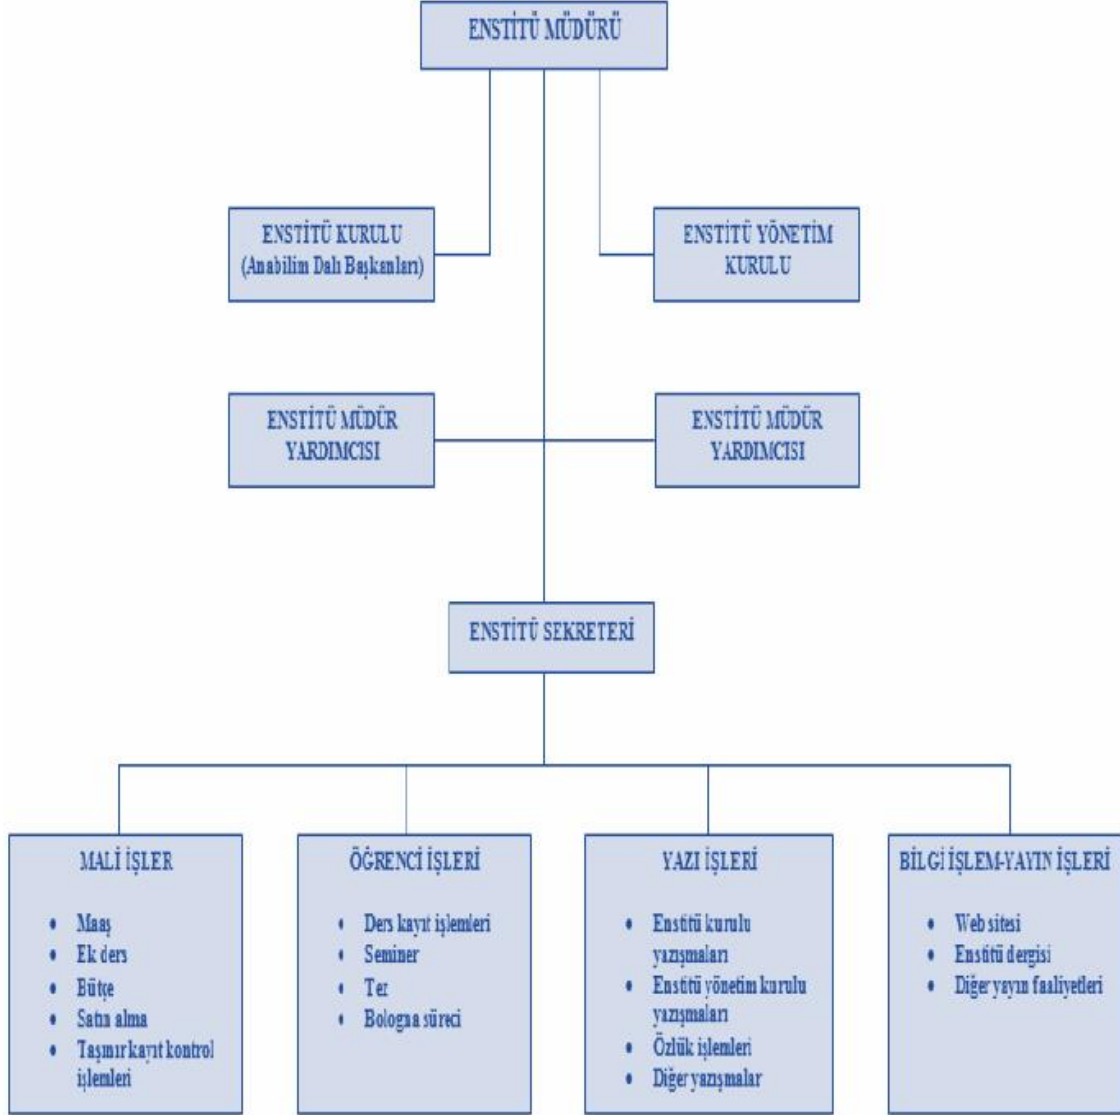 ENSTİTÜ MÜDÜRÜ
ENSTİTÜ KURULU
(Anabilim Dalı Başkanları)
ENSTİTÜ YÖNETİM
KURULU
ENSTİTÜ MÜDÜR
YARDIMCISI
ENSTİTÜ MÜDÜR
YARDIMCISI
ENSTİTÜ SEKRETERİ
MALİ İŞLER
• Maaş
• Ek ders
• Bütçe
• Satın alma
• Taşınır kayıt kontrol
işlemleri
ÖĞRENCİ İŞLERİ
• Ders kayıt işlemleri
• Seminer
• Tez
• Bologna süreci
YAZI İŞLERİ
• Enstitü kurulu
yazışmaları
• Enstitü yönetim kurulu
yazışmaları
• Özlük işlemleri
• Diğer yazışmalar
BİLGİ İŞLEM-YAYIN İŞLERİ
• Web sitesi
• Enstitü dergisi
• Diğer yayın faaliyetleri